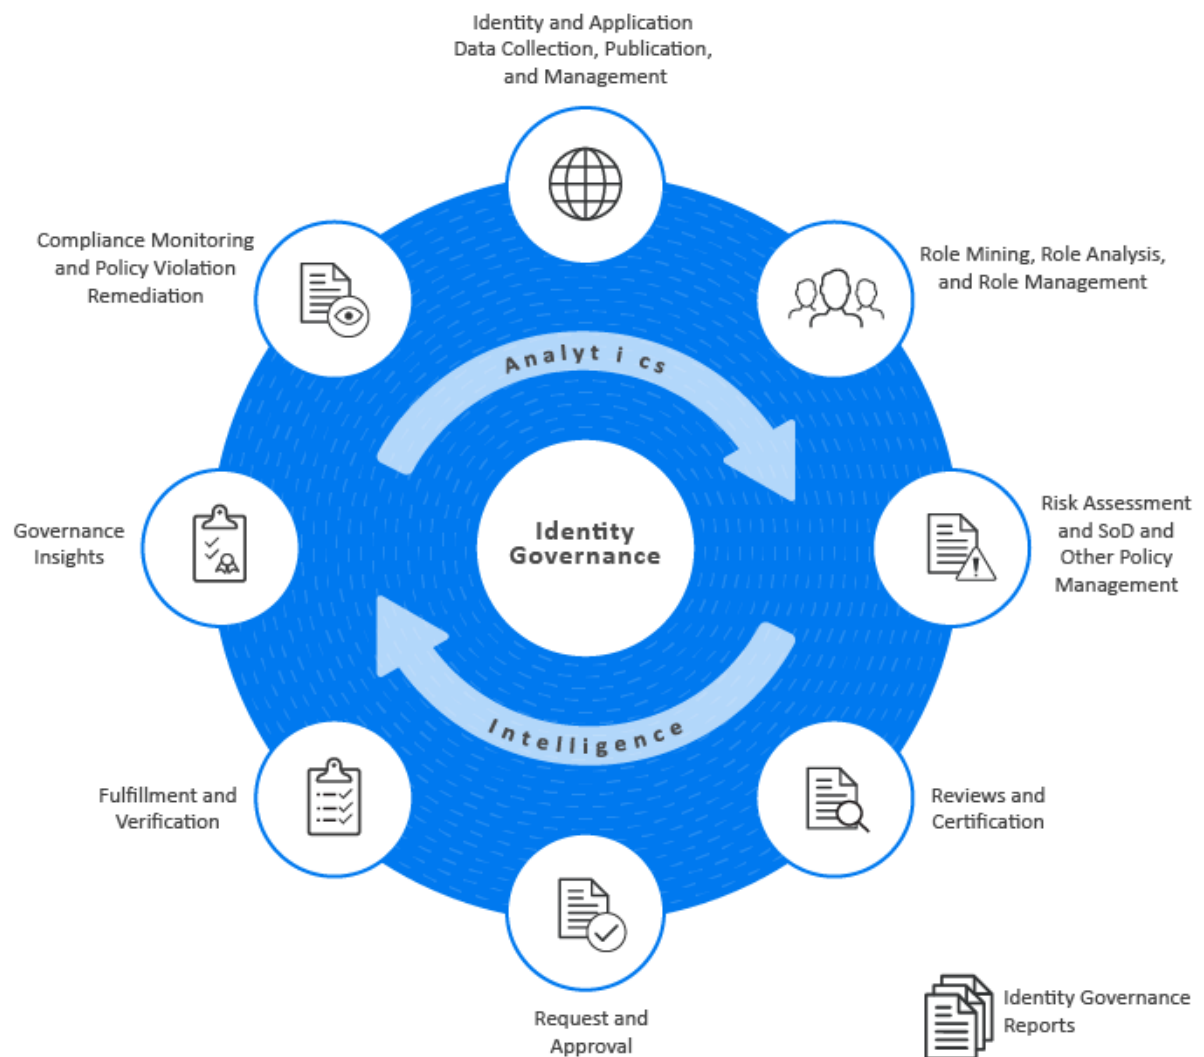 Identity and Application
Data Collection, Publication,
and Management
Compliance Monitoring
and Policy Violation
Remediation
Role Mining, Role Analysis,
and Role Management
Analytics
Governance
Insights
Identity
Governance
Risk Assessment
and SoD and
Other Policy
Management
Intelligence
Fulfillment and
Verification
Reviews and
Certification
Request and
Approval
Identity Governance
Reports